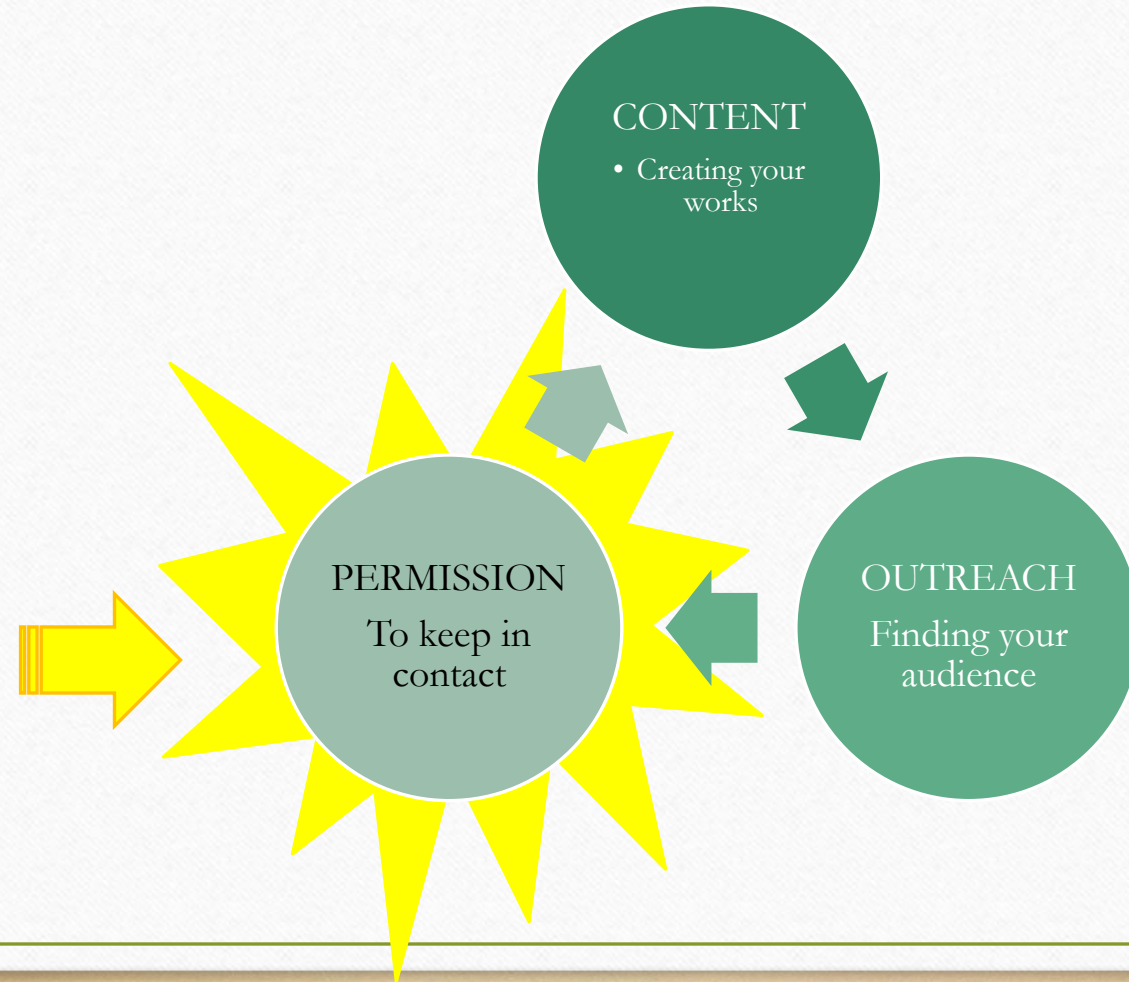 CONTENT
• Creating your
works
PERMISSION
To keep in
contact
OUTREACH
Finding your
audience